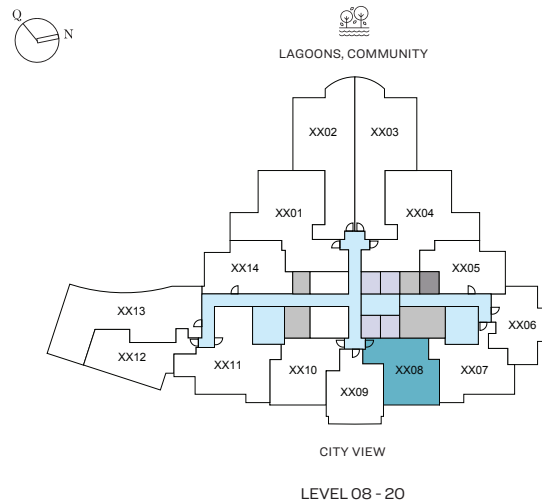 Q
N
LAGOONS, COMMUNITY
XX02 XX03
XX01 XX04
XX14 XX05
XX13
XX06
XX12
XX11 XX10 XX08 XX07
XX09
CITY VIEW
LEVEL 08 - 20